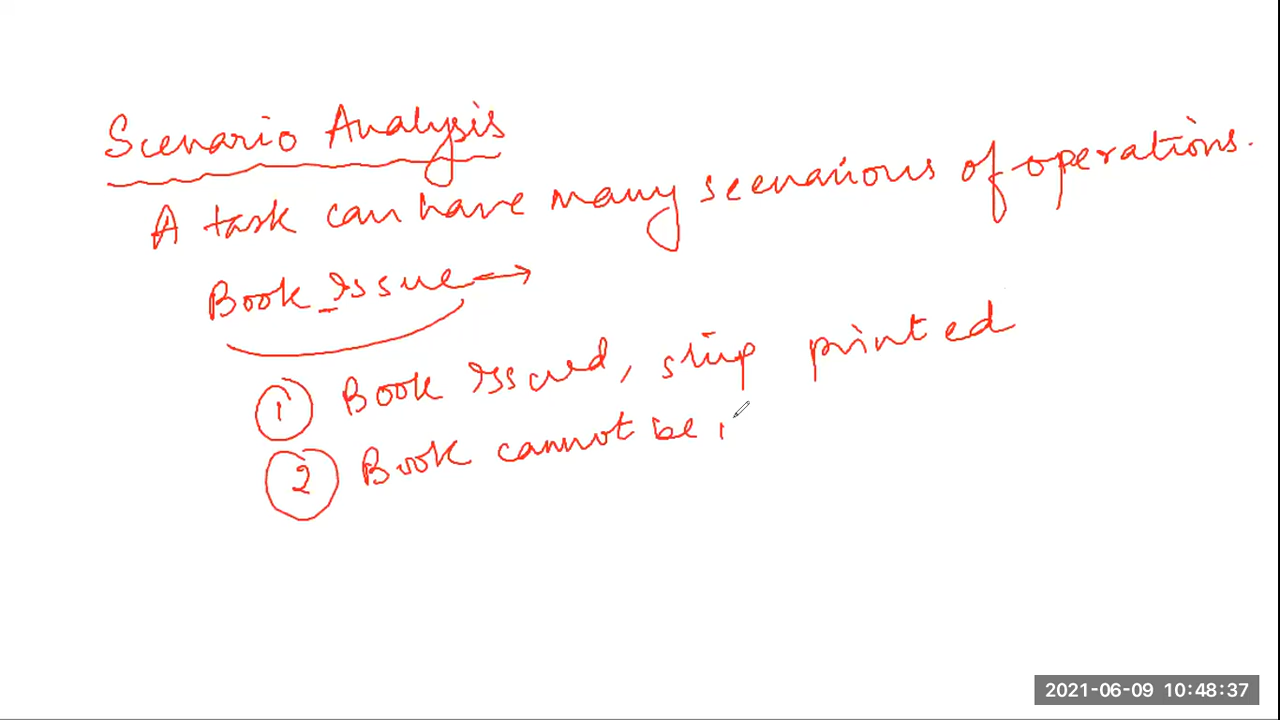 Scenario Analysis
A task can have many scenarious of operations.
Book_Issue →
① Book Issued, slip printed
② Book cannot be i
2021-06-09 10:48:37